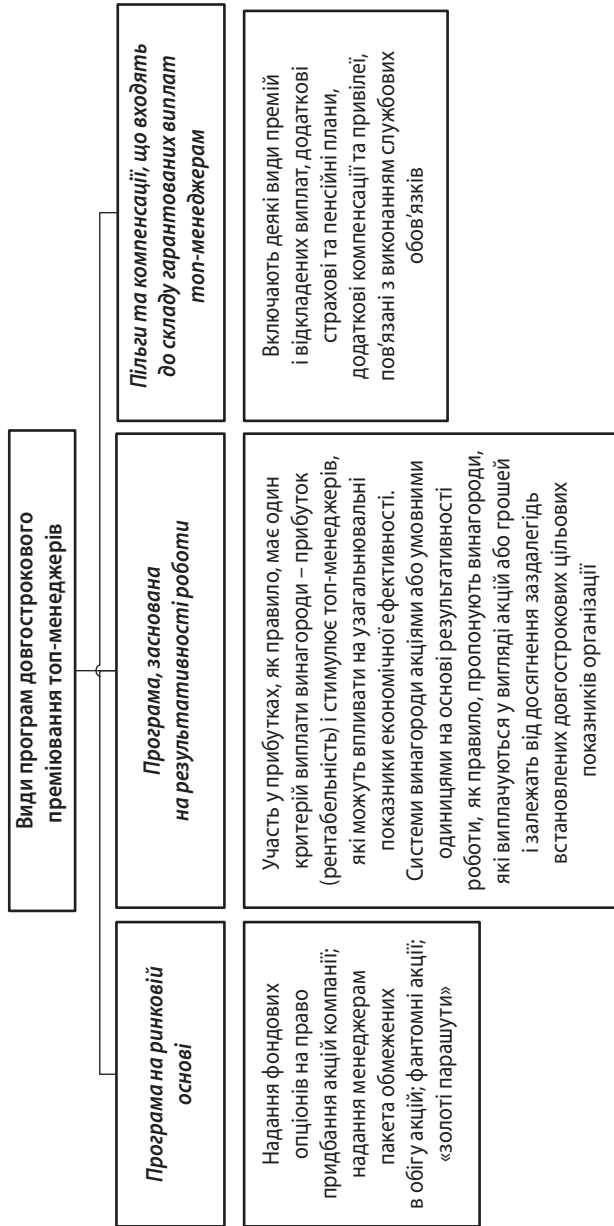 Види програм довгострокового
преміювання топ-менеджерів
Програма на ринковій
основі
Надання фондових
опціонів на право
придбання акцій компанії;
надання менеджерам
пакета обмежених
в обігу акцій; фантомні акції;
«золоті парашути»
Програма, заснована
на результативності роботи
Участь у прибутках, як правило, має один
критерій виплати винагороди – прибуток
(рентабельність) і стимулює топ-менеджерів,
які можуть впливати на узагальнювальні
показники економічної ефективності.
Системи винагороди акціями або умовними
одиницями на основі результативності
роботи, як правило, пропонують винагороди,
які виплачуються у вигляді акцій або грошей
і залежать від досягнення заздалегідь
встановлених довгострокових цільових
показників організації
Пільги та компенсації, що входять
до складу гарантованих виплат
топ-менеджерам
Включають деякі види премій
і відкладених виплат, додаткові
страхові та пенсійні плани,
додаткові компенсації та привілеї,
пов'язані з виконанням службових
обов'язків